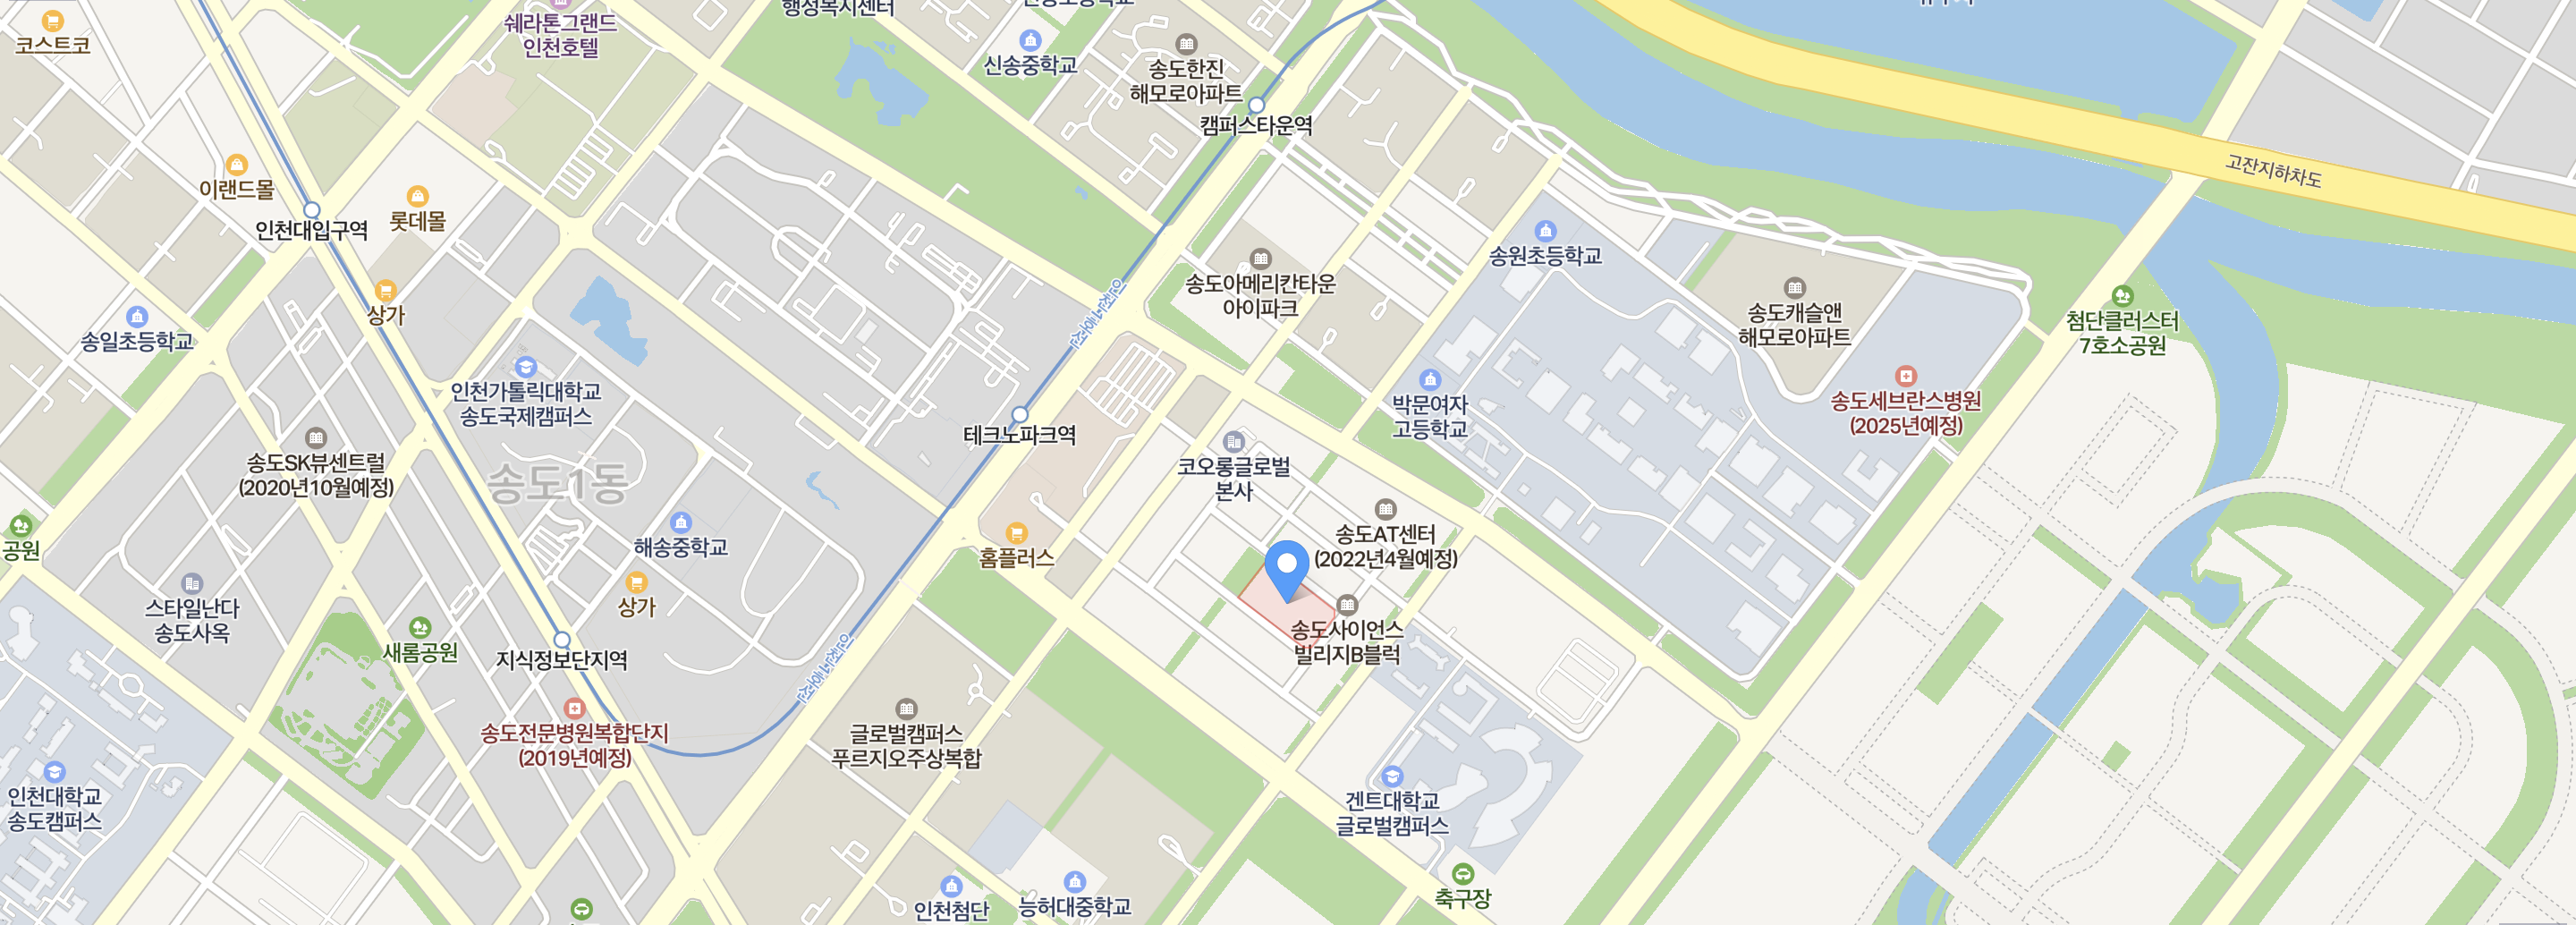 행정복지센터
코스트코
쉐라톤그랜드
인천호텔
신송중학교
송도한진
해모로아파트
캠퍼스타운역
고잔지하차도
이랜드몰
롯데몰
인천대입구역
송원초등학교
송도아메리칸타운
아이파크
상가
송일초등학교
인천1호선
송도캐슬앤
해모로아파트
첨단클러스터
7호소공원
인천가톨릭대학교
송도국제캠퍼스
박문여자
고등학교
송도세브란스병원
(2025년예정)
테크노파크역
송도SK뷰센트럴
(2020년10월예정)
송도1동
코오롱글로벌
본사
송도AT센터
(2022년4월예정)
공원
해송중학교
홈플러스
스타일난다
송도사옥
상가
새롬공원
지식정보단지역
송도사이언스
빌리지B블럭
인천1호선
송도전문병원복합단지
(2019년예정)
글로벌캠퍼스
푸르지오주상복합
인천대학교
송도캠퍼스
겐트대학교
글로벌캠퍼스
축구장
인천첨단
능허대중학교